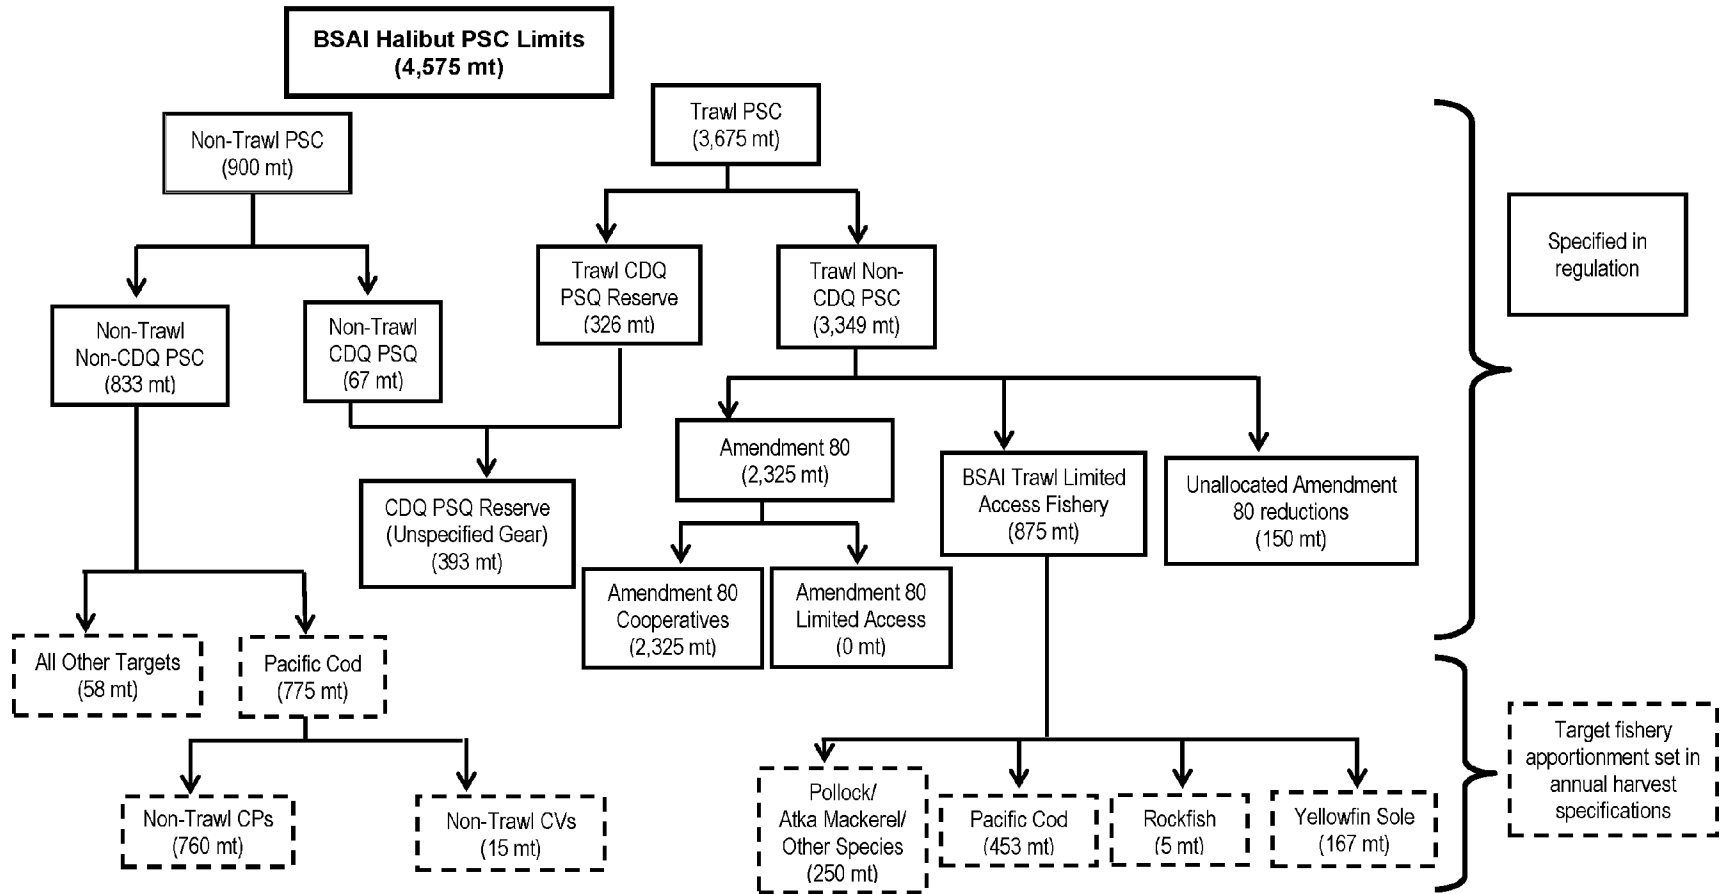 BSAI Halibut PSC Limits
(4,575 mt)
Non-Trawl PSC
(900 mt)
Trawl PSC
(3,675 mt)
Non-Trawl
Non-CDQ PSC
(833 mt)
Non-Trawl
CDQ PSQ
(67 mt)
Trawl CDQ
PSQ Reserve
(326 mt)
Trawl Non-
CDQ PSC
(3,349 mt)
Specified in
regulation
CDQ PSQ Reserve
(Unspecified Gear)
(393 mt)
Amendment 80
(2,325 mt)
BSAI Trawl Limited
Access Fishery
(875 mt)
Unallocated Amendment
80 reductions
(150 mt)
Amendment 80
Cooperatives
(2,325 mt)
Amendment 80
Limited Access
(0 mt)
All Other Targets
(58 mt)
Pacific Cod
(775 mt)
Non-Trawl CPs
(760 mt)
Non-Trawl CVs
(15 mt)
Pollock/
Atka Mackerel/
Other Species
(250 mt)
Pacific Cod
(453 mt)
Rockfish
(5 mt)
Yellowfin Sole
(167 mt)
Target fishery
apportionment set in
annual harvest
specifications